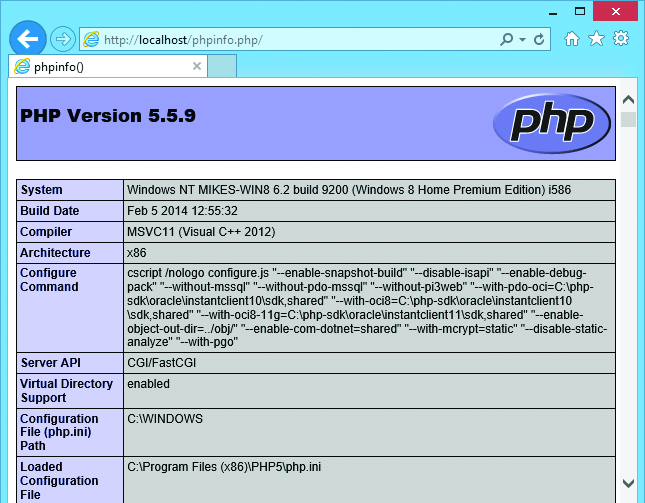 http://localhost/phpinfo.php/
phpinfo()
PHP Version 5.5.9
php
System Windows NT MIKES-WIN8 6.2 build 9200 (Windows 8 Home Premium Edition) i586
Build Date Feb 5 2014 12:55:32
Compiler MSVC11 (Visual C++ 2012)
Architecture x86
Configure Command
cscript /nologo configure.js "--enable-snapshot-build" "--disable-isapi" "--enable-debug-
pack" "--without-mssql" "--without-pdo-mssql" "--without-pi3web" "--with-pdo-oci=C:\php-
sdk\oracle\instantclient10\sdk,shared" "--with-oci8=C:\php-sdk\oracle\instantclient10
\sdk,shared" "--with-oci8-11g=C:\php-sdk\oracle\instantclient11\sdk,shared" "--enable-
object-out-dir=../obj/" "--enable-com-dotnet=shared" "--with-mcrypt=static" "--disable-static-
analyze" "--with-pgo"
Server API CGI/FastCGI
Virtual Directory
Support
enabled
Configuration
File (php.ini)
Path
C:\WINDOWS
Loaded
Configuration
File
C:\Program Files (x86)\PHP5\php.ini